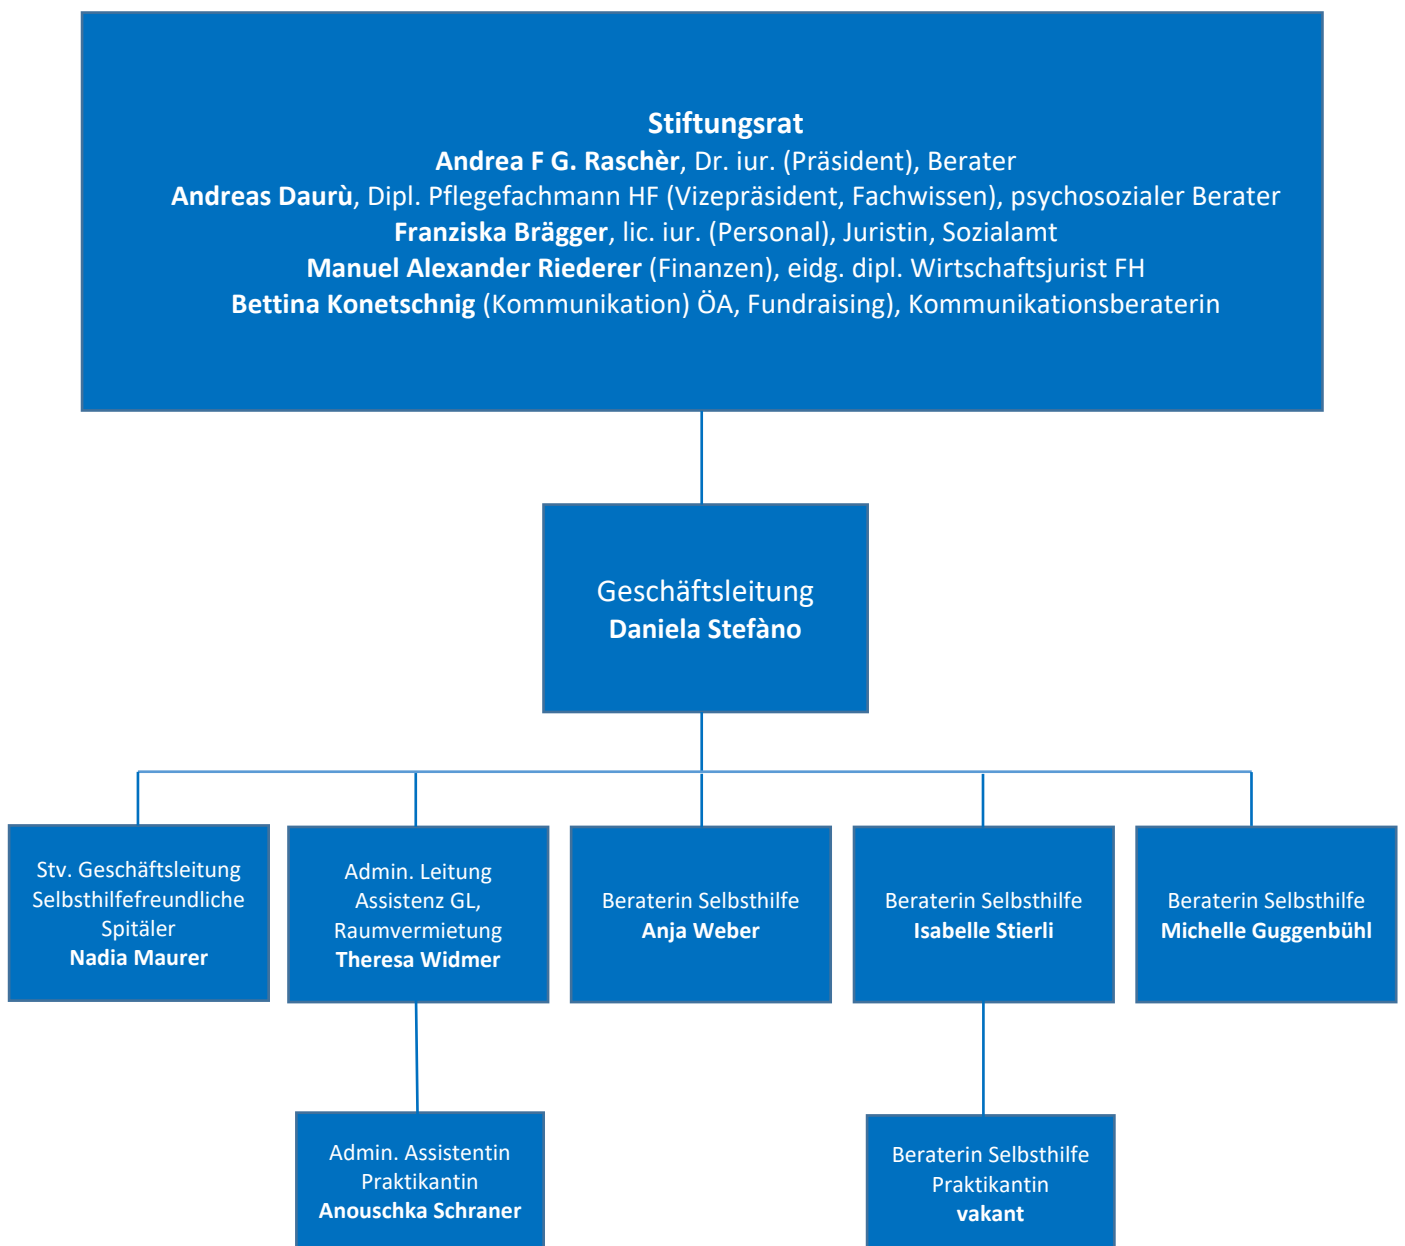 Stiftungsrat
Andrea F G. Raschèr, Dr. iur. (Präsident), Berater
Andreas Daurù, Dipl. Pflegefachmann HF (Vizepräsident, Fachwissen), psychosozialer Berater
Franziska Brägger, lic. iur. (Personal), Juristin, Sozialamt
Manuel Alexander Riederer (Finanzen), eidg. dipl. Wirtschaftsjurist FH
Bettina Konetschnig (Kommunikation) ÖA, Fundraising), Kommunikationsberaterin
Geschäftsleitung
Daniela Stefàno
Stv. Geschäftsleitung
Selbsthilfefreundliche
Spitäler
Nadia Maurer
Admin. Leitung
Assistenz GL,
Raumvermietung
Theresa Widmer
Beraterin Selbsthilfe
Anja Weber
Beraterin Selbsthilfe
Isabelle Stierli
Beraterin Selbsthilfe
Michelle Guggenbühl
Admin. Assistentin
Praktikantin
Anouschka Schraner
Beraterin Selbsthilfe
Praktikantin
vakant